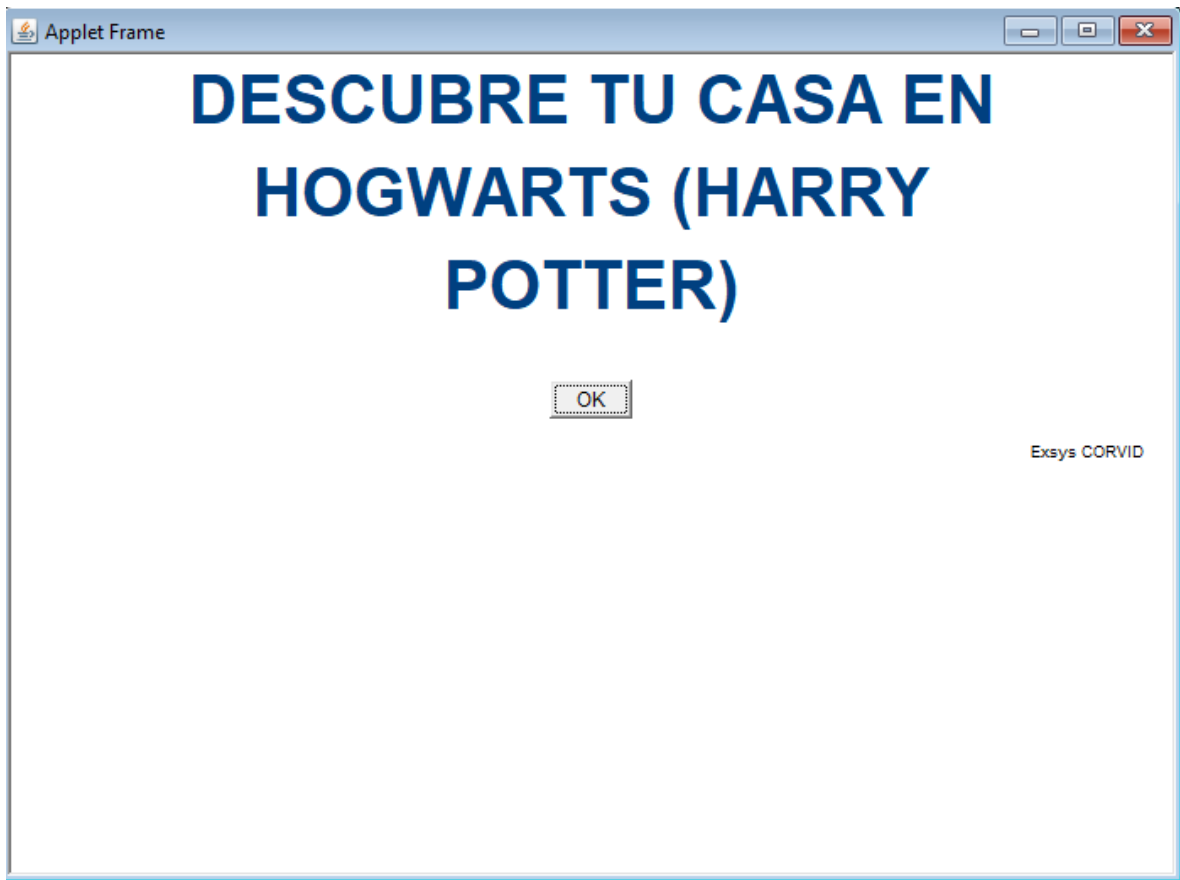 Applet Frame
DESCUBRE TU CASA EN
HOGWARTS (HARRY
POTTER)
OK
Exsys CORVID